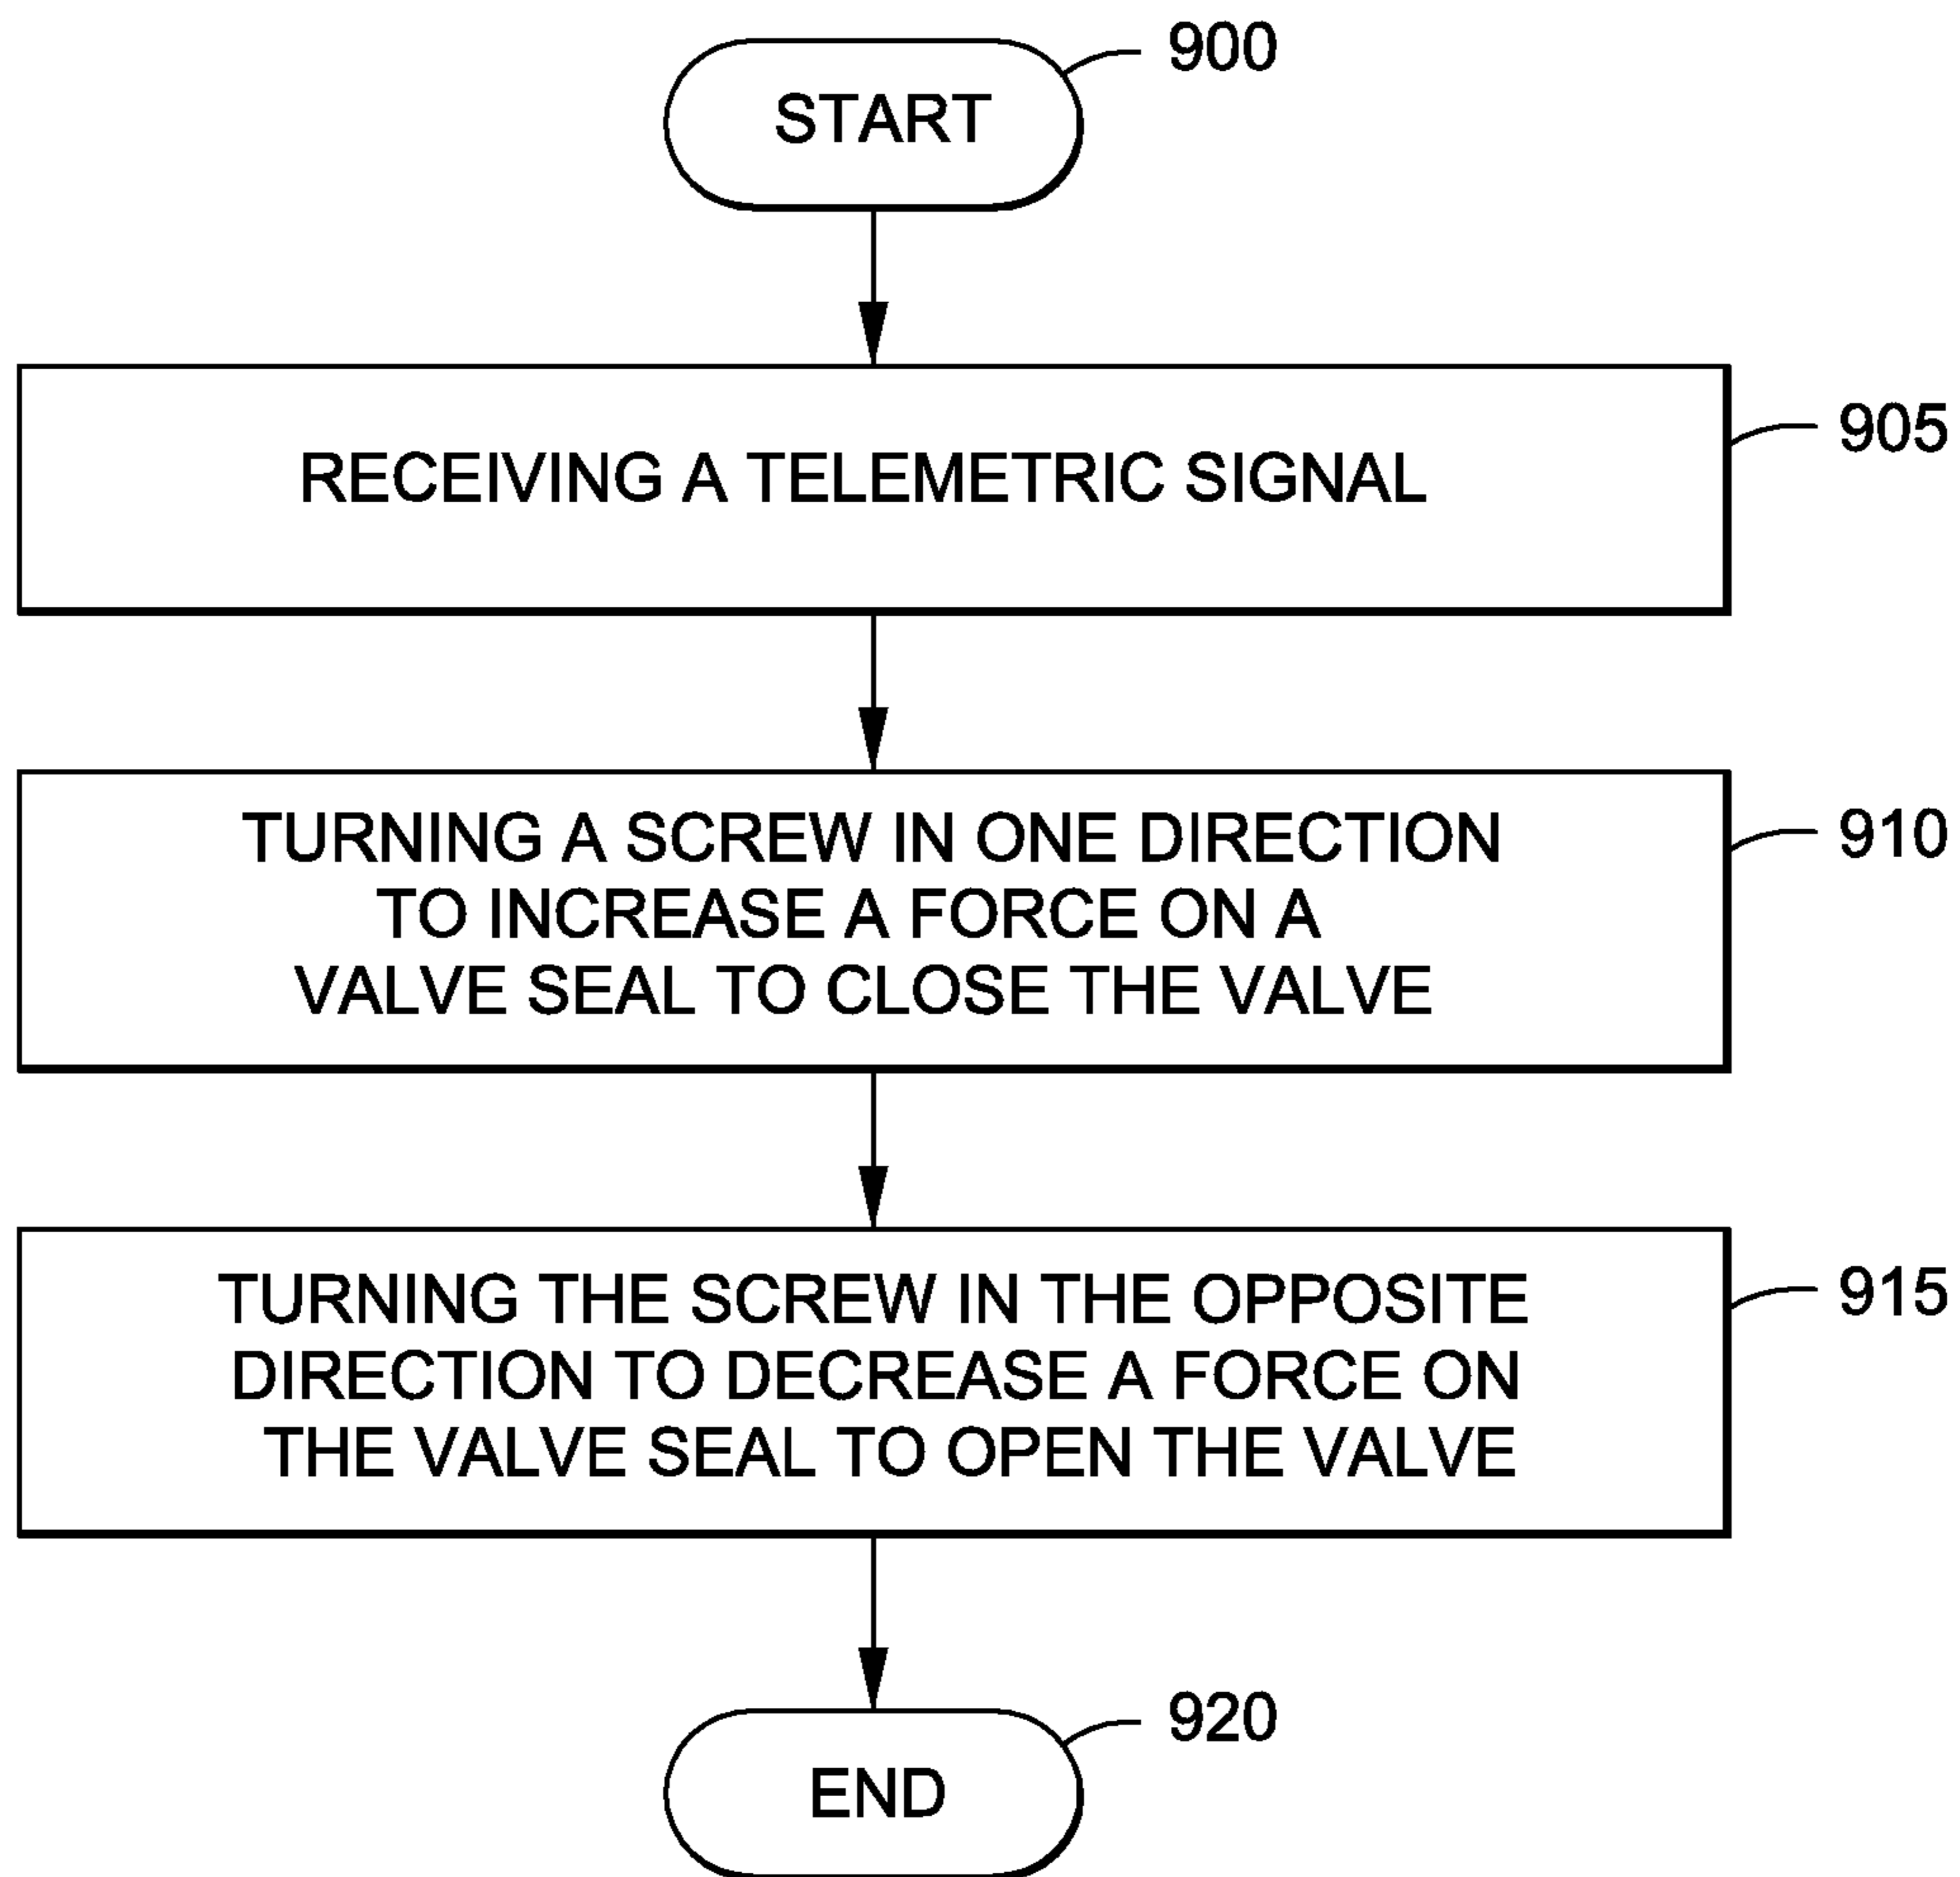 900
START
905
RECEIVING A TELEMETRIC SIGNAL
910
TURNING A SCREW IN ONE DIRECTION
TO INCREASE A FORCE ON A
VALVE SEAL TO CLOSE THE VALVE
915
TURNING THE SCREW IN THE OPPOSITE
DIRECTION TO DECREASE A FORCE ON
THE VALVE SEAL TO OPEN THE VALVE
920
END